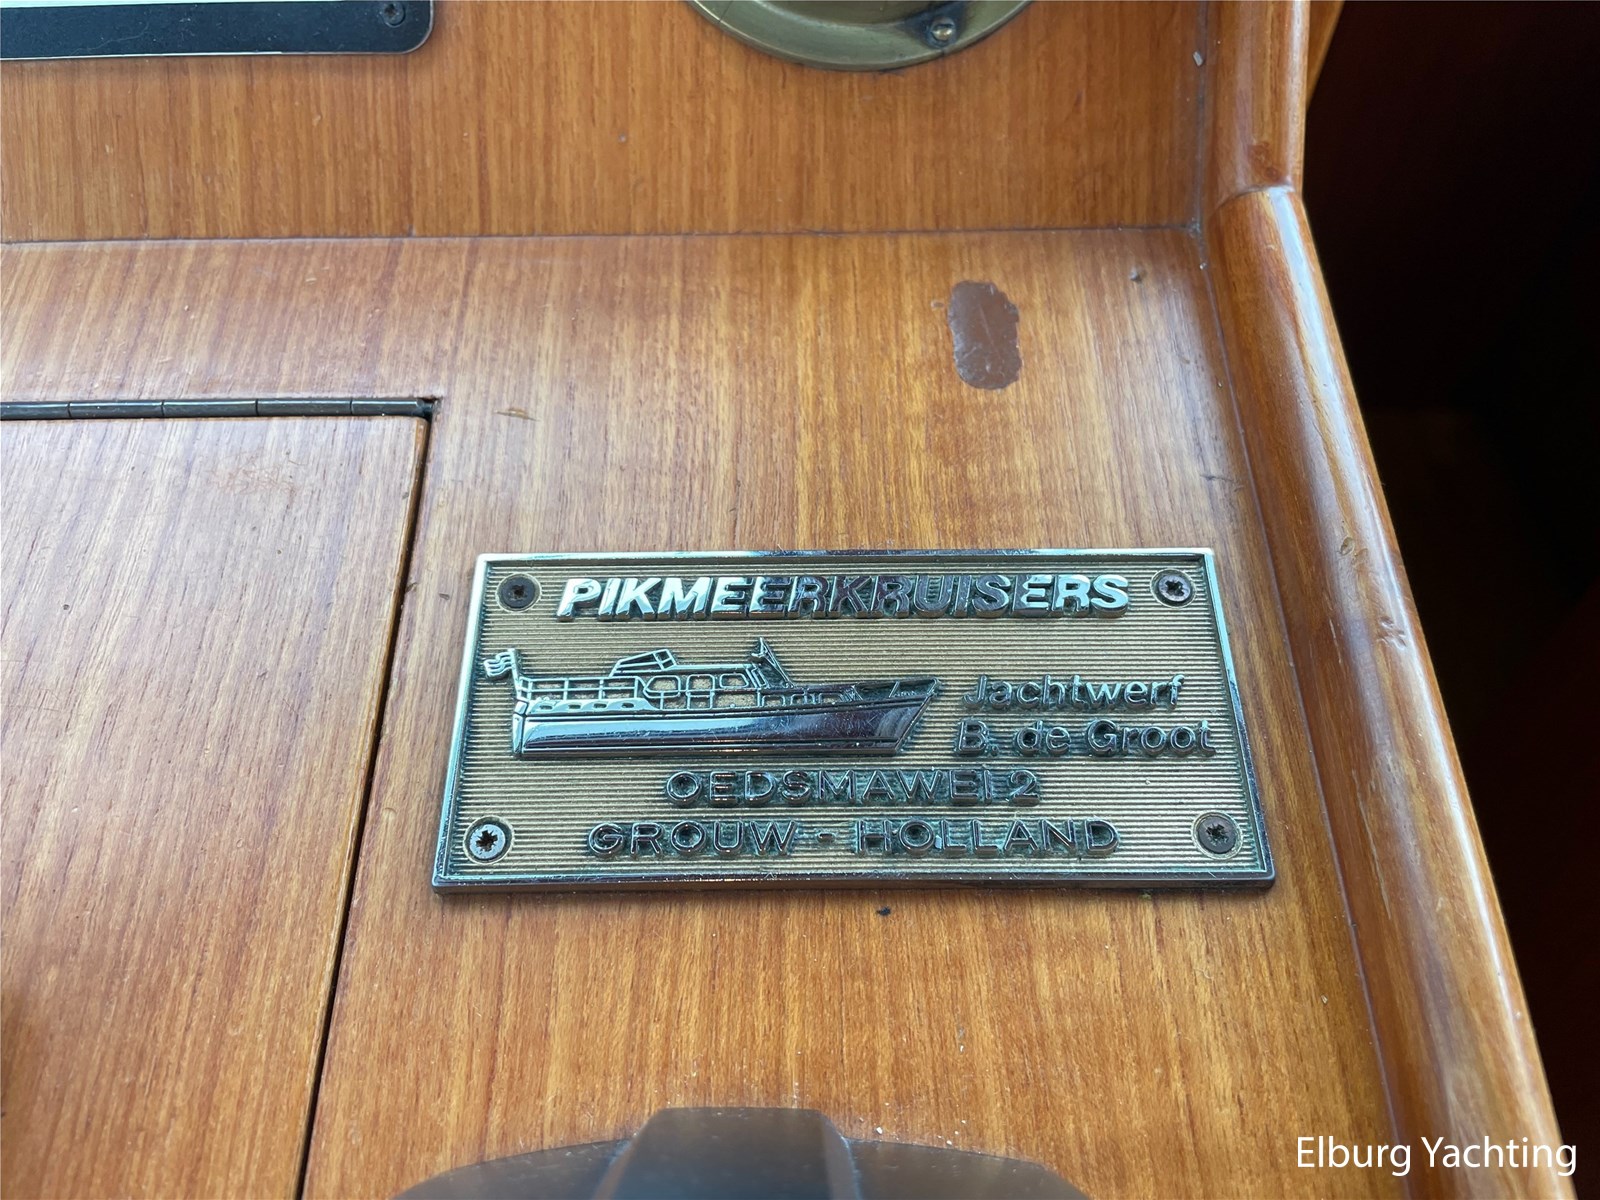 PIKMEERKRUISERS
Jachtwerf
B. de Groot
OEDSMAWEI 2
GROUW - HOLLAND
Elburg Yachting